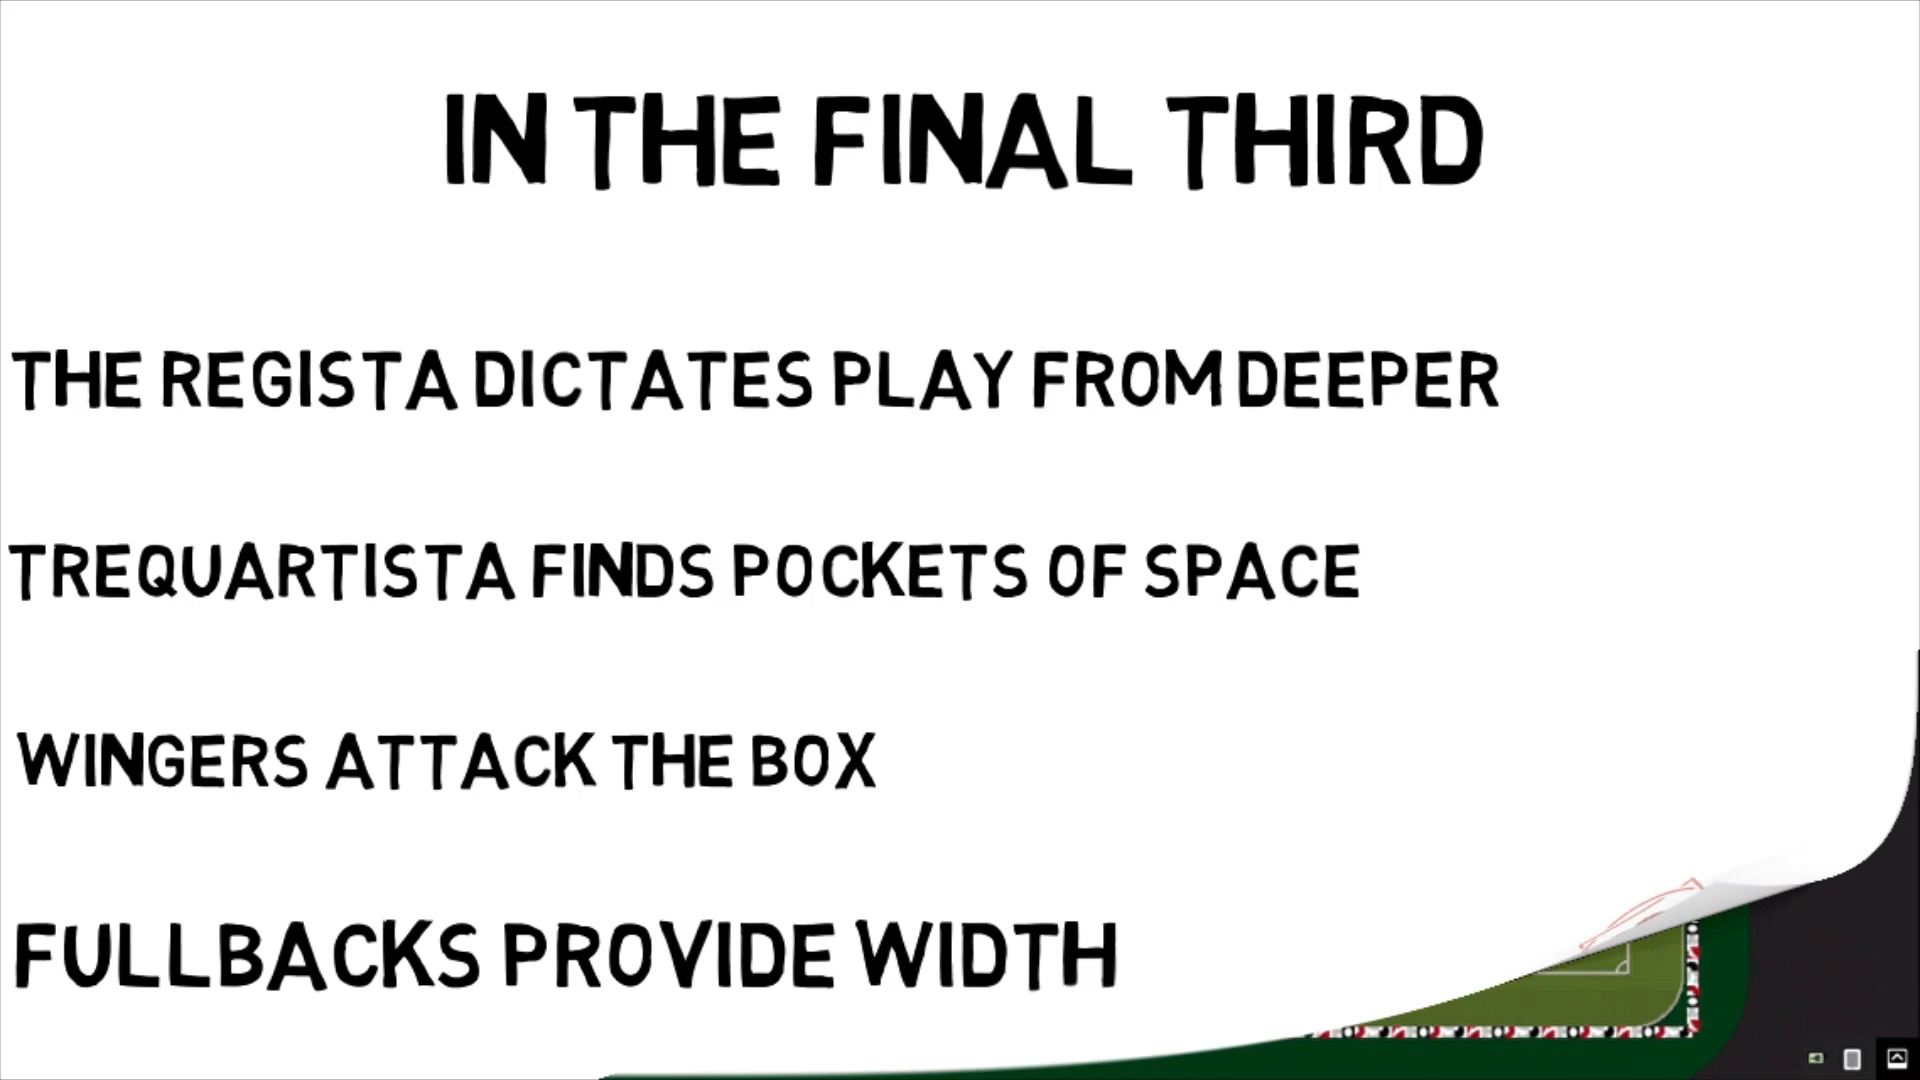 IN THE FINAL THIRD
THE REGISTA DICTATES PLAY FROM DEEPER
TREQUARTISTA FINDS POCKETS OF SPACE
WINGERS ATTACK THE BOX
FULLBACKS PROVIDE WIDTH